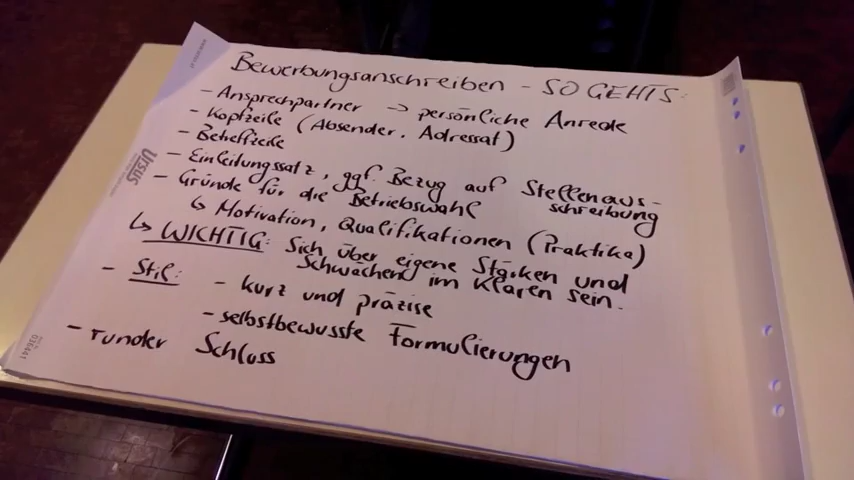 Bewerbungsanschreiben - SO GEHTS:
- Ansprechpartner -> persönliche Anrede
- Kopfzeile (Absender, Adressat)
- Betreffzeile
- Einleitungssatz, ggf. Bezug auf Stellenaus-
schreibung
- Gründe für die Betriebswahl
↳ Motivation, Qualifikationen (Praktika)
↳ WICHTIG: Sich über eigene Stärken und
Schwächen im Klaren sein.
- Stil: - kurz und präzise
- selbstbewusste Formulierungen
- runder Schluss
URSUS
036441